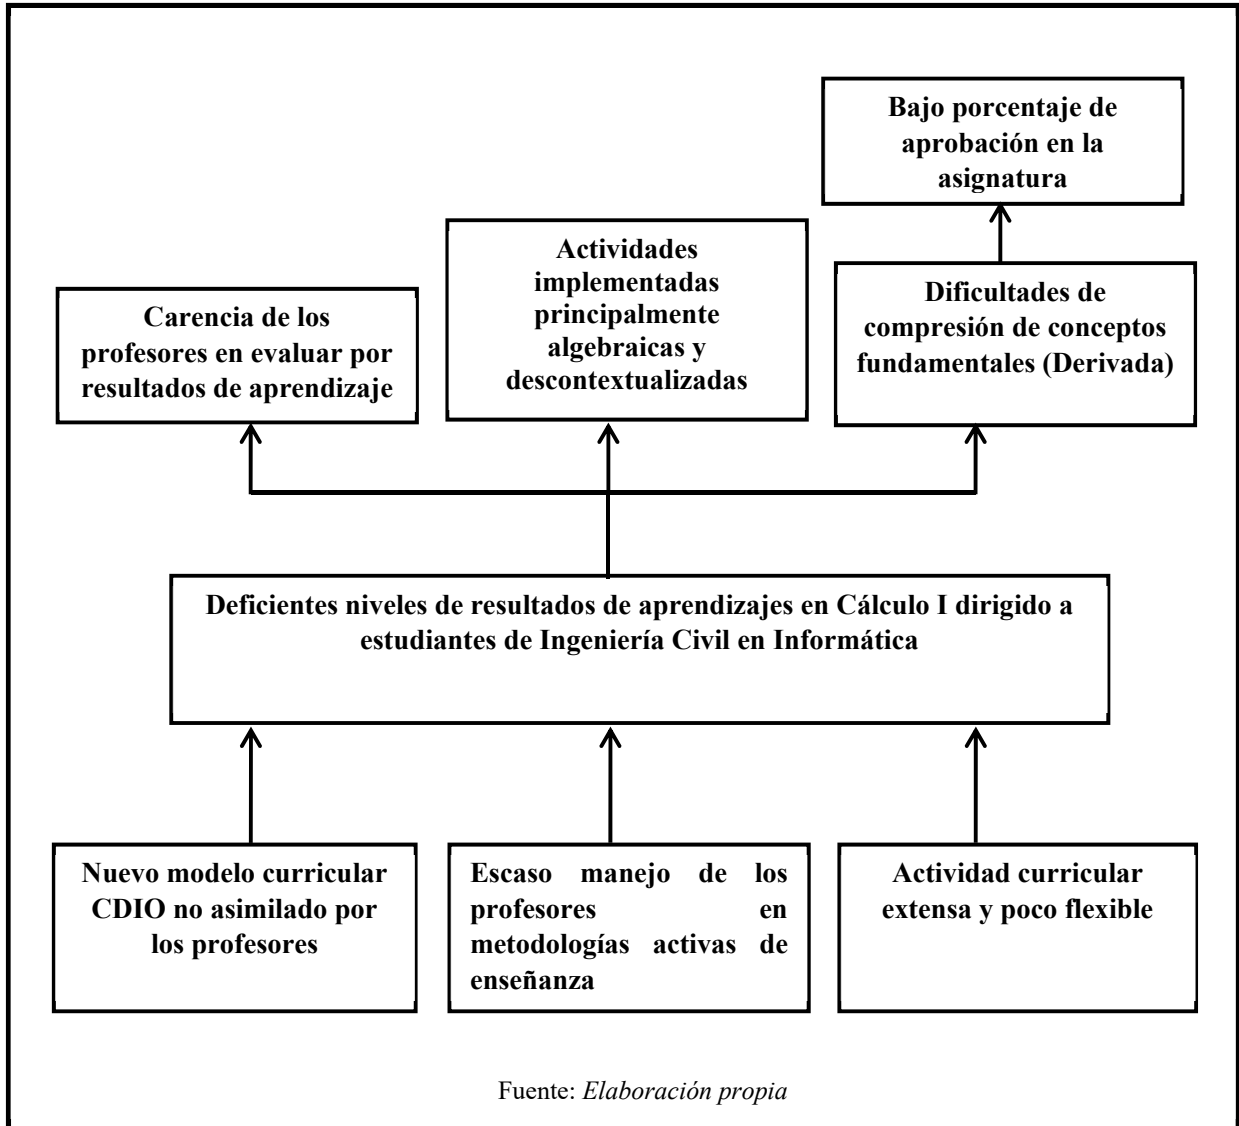 Bajo porcentaje de
aprobación en la
asignatura
Actividades
implementadas
principalmente
algebraicas y
descontextualizadas
Dificultades de
compresión de conceptos
fundamentales (Derivada)
Carencia de los
profesores en evaluar por
resultados de aprendizaje
Deficientes niveles de resultados de aprendizajes en Cálculo I dirigido a
estudiantes de Ingeniería Civil en Informática
Nuevo modelo curricular
CDIO no asimilado por
los profesores
Escaso manejo de los
profesores en
metodologías activas de
enseñanza
Actividad curricular
extensa y poco flexible
Fuente: Elaboración propia